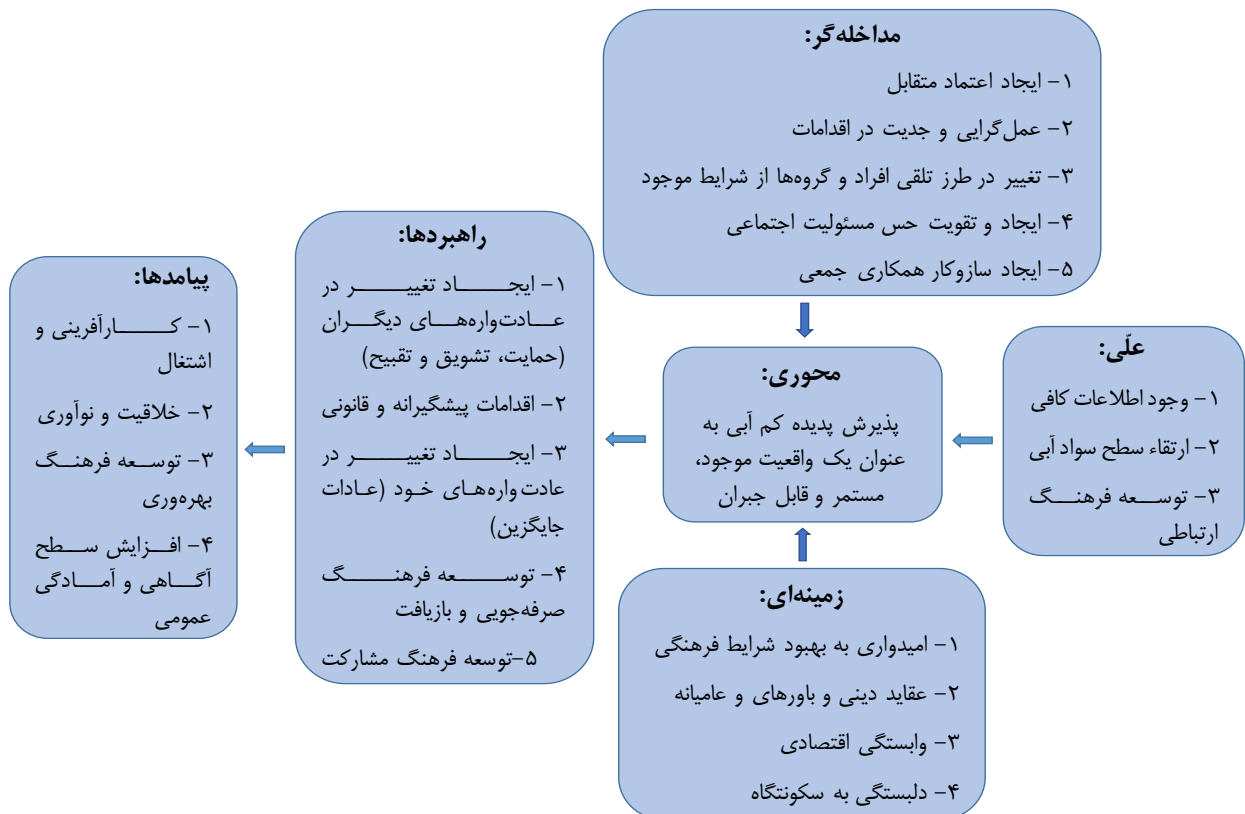 مداخله‌گر:
۱- ایجاد اعتماد متقابل
۲- عمل‌گرایی و جدیت در اقدامات
۳- تغییر در طرز تلقی افراد و گروه‌ها از شرایط موجود
۴- ایجاد و تقویت حس مسئولیت اجتماعی
۵- ایجاد سازوکار همکاری جمعی
علّی:
۱- وجود اطلاعات کافی
۲- ارتقاء سطح سواد آبی
۳- توسعه فرهنگ
ارتباطی
محوری:
پذیرش پدیده کم آبی به
عنوان یک واقعیت موجود،
مستمر و قابل جبران
زمینه‌ای:
۱- امیدواری به بهبود شرایط فرهنگی
۲- عقاید دینی و باورهای و عامیانه
۳- وابستگی اقتصادی
۴- دلبستگی به سکونتگاه
راهبردها:
۱- ایجاد تغییر در
عادت‌واره‌های دیگران
(حمایت، تشویق و تقبیح)
۲- اقدامات پیشگیرانه و قانونی
۳- ایجاد تغییر در
عادت‌واره‌های خود (عادات
جایگزین)
۴- توسعه فرهنگ
صرفه‌جویی و بازیافت
۵-توسعه فرهنگ مشارکت
پیامدها:
۱- کارآفرینی و
اشتغال
۲- خلاقیت و نوآوری
۳- توسعه فرهنگ
بهره‌وری
۴- افزایش سطح
آگاهی و آمادگی
عمومی